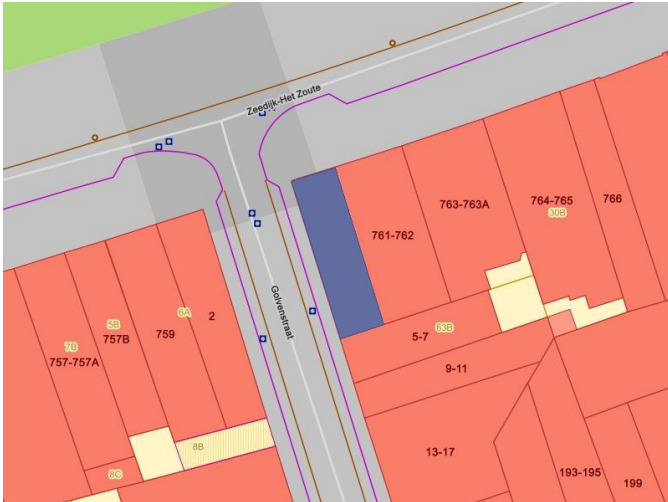 Zeedijk-Het Zoute
Golvenstraat
761-762
763-763A
764-765
30B
766
5-7
63B
9-11
13-17
193-195
199
7B
757-757A
5B
757B
6A
759
2
8B
8C